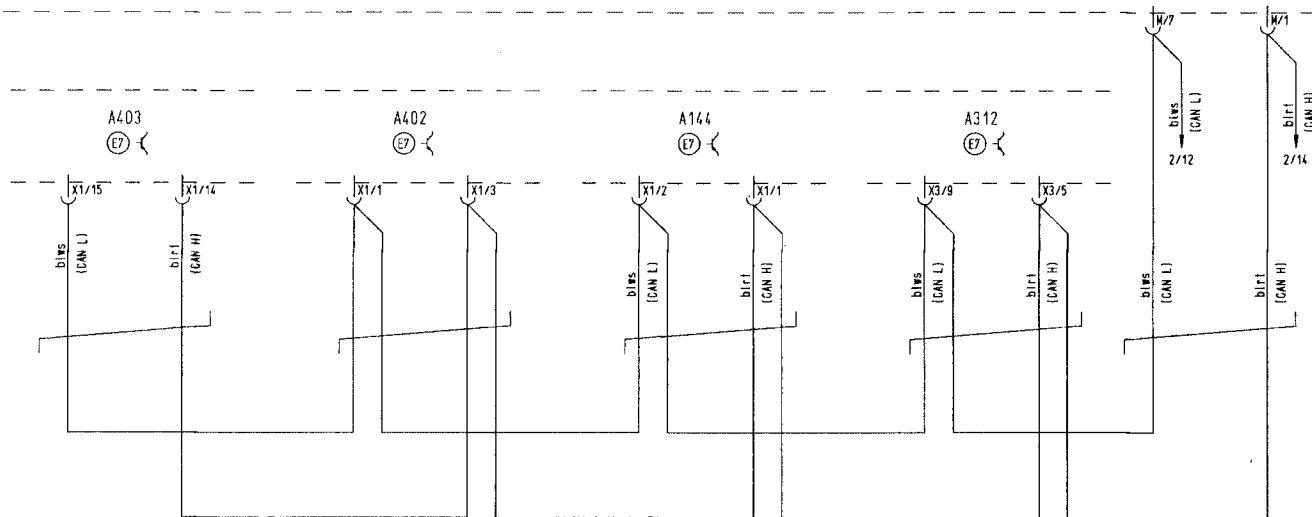 M/7
M/1
blws
(CAN L)
blrt
(CAN H)
2/12
2/14
A403
A402
A144
A312
E7
E7
E7
E7
X1/15
X1/14
X1/1
X1/3
X1/2
X1/1
X3/9
X3/5
blws
(CAN L)
blrt
(CAN H)
blws
(CAN L)
blrt
(CAN H)
blws
(CAN L)
blrt
(CAN H)
blws
(CAN L)
blrt
(CAN H)